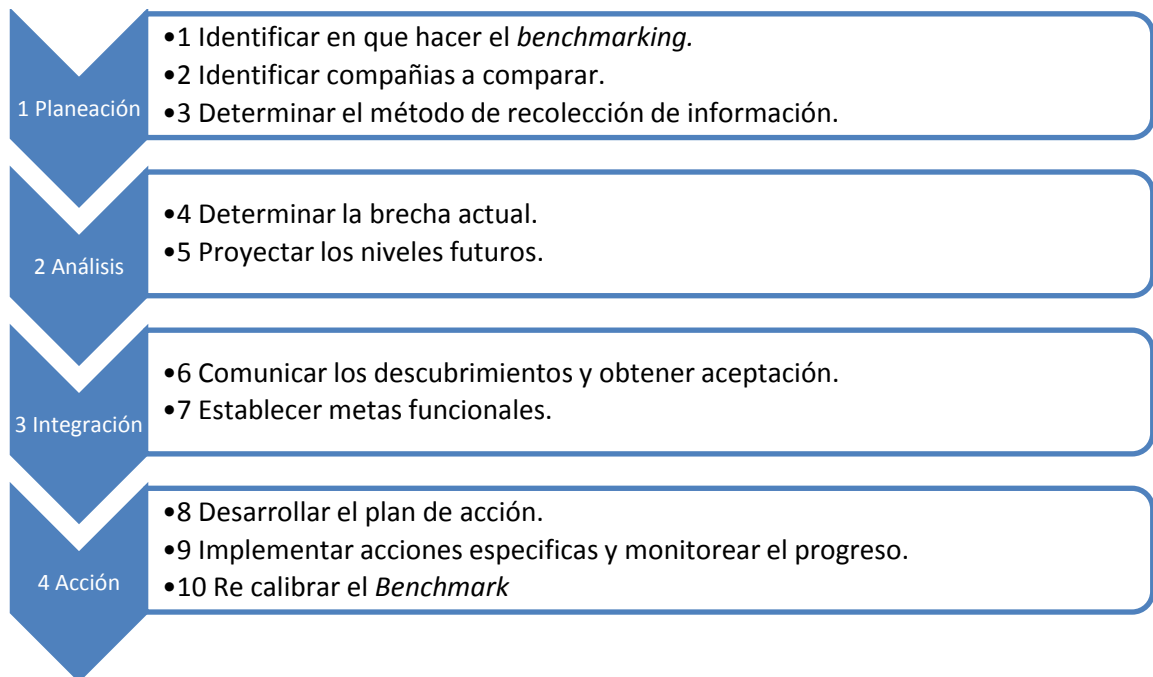 1 Planeación
•1 Identificar en que hacer el benchmarking.
•2 Identificar compañias a comparar.
•3 Determinar el método de recolección de información.
2 Análisis
•4 Determinar la brecha actual.
•5 Proyectar los niveles futuros.
3 Integración
•6 Comunicar los descubrimientos y obtener aceptación.
•7 Establecer metas funcionales.
4 Acción
•8 Desarrollar el plan de acción.
•9 Implementar acciones especificas y monitorear el progreso.
•10 Re calibrar el Benchmark